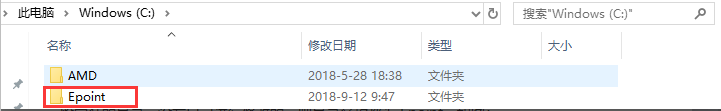 此电脑 > Windows (C:) >
搜索"Windows (C:)"
名称 修改日期 类型 大小
AMD 2018-5-28 18:38 文件夹
Epoint 2018-9-12 9:47 文件夹